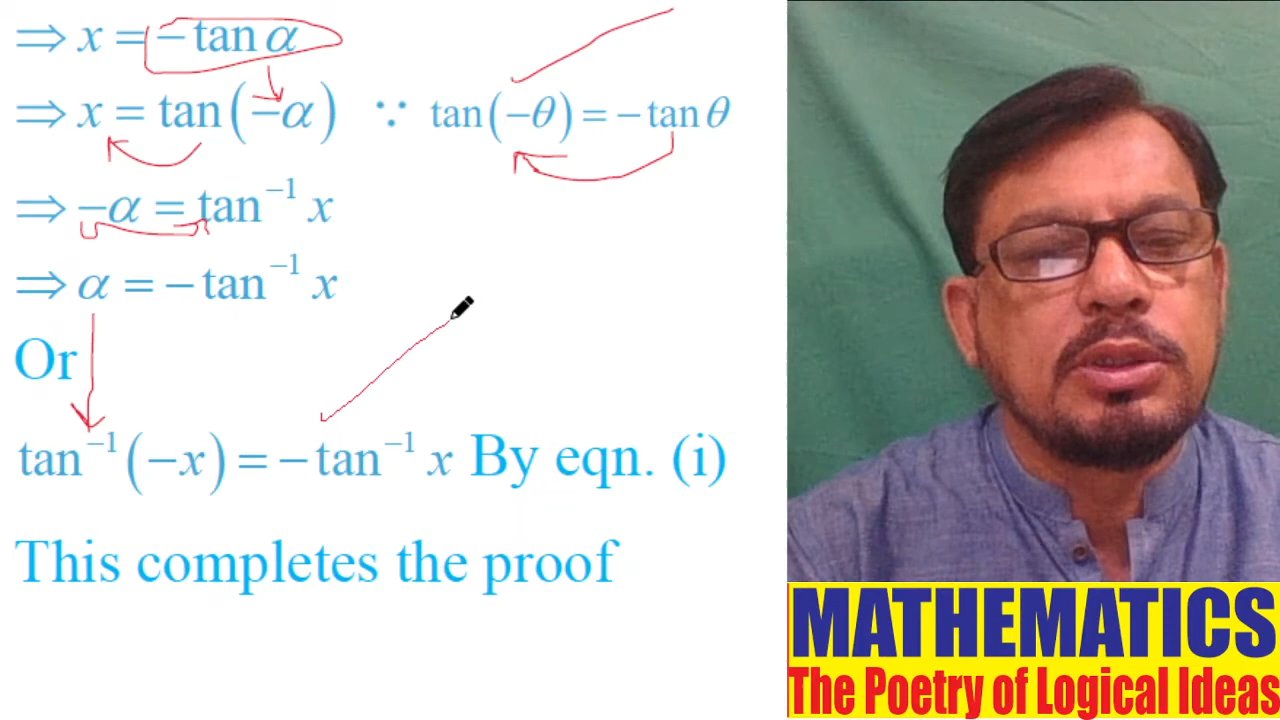 ⇒ x = −tan α
⇒ x = tan(−α) ∵ tan(−θ) = −tan θ
⇒ −α = tan⁻¹ x
⇒ α = −tan⁻¹ x
Or
tan⁻¹(−x) = −tan⁻¹ x By eqn. (i)
This completes the proof
MATHEMATICS
The Poetry of Logical Ideas